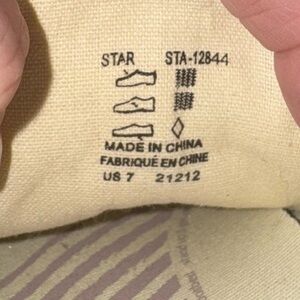 STAR STA-12844
MADE IN CHINA
FABRIQUÉ EN CHINE
US 7 21212